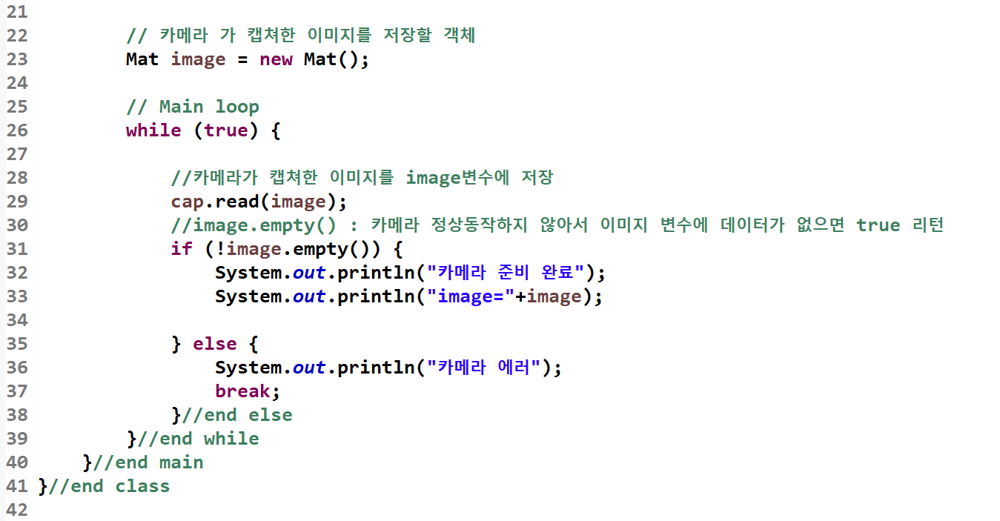 21
22 // 카메라 가 캡쳐한 이미지를 저장할 객체
23 Mat image = new Mat();
24
25 // Main loop
26 while (true) {
27
28 //카메라가 캡쳐한 이미지를 image변수에 저장
29 cap.read(image);
30 //image.empty() : 카메라 정상동작하지 않아서 이미지 변수에 데이터가 없으면 true 리턴
31 if (!image.empty()) {
32 System.out.println("카메라 준비 완료");
33 System.out.println("image="+image);
34
35 } else {
36 System.out.println("카메라 에러");
37 break;
38 }//end else
39 }//end while
40 }//end main
41 }//end class
42